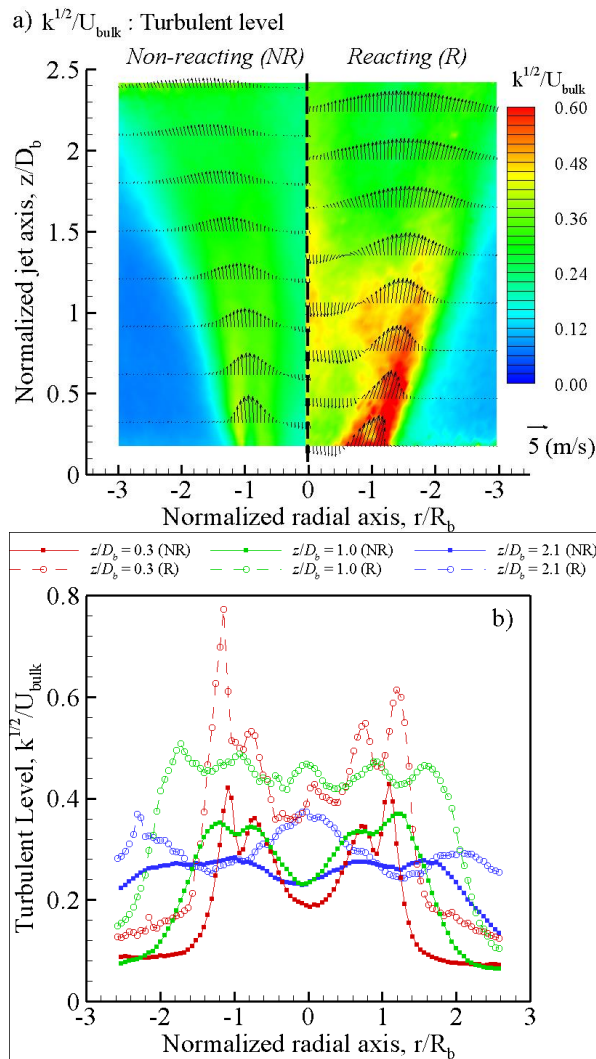 a) k^1/2/U_bulk : Turbulent level
Non-reacting (NR) Reacting (R)
k^1/2/U_bulk
2.5
2
1.5
1
0.5
0
Normalized jet axis, z/D_b
0.60
0.48
0.36
0.24
0.12
0.00
5 (m/s)
-3 -2 -1 0 -1 -2 -3
Normalized radial axis, r/R_b
z/D_b = 0.3 (NR) z/D_b = 1.0 (NR) z/D_b = 2.1 (NR)
z/D_b = 0.3 (R) z/D_b = 1.0 (R) z/D_b = 2.1 (R)
b)
0.8
0.6
0.4
0.2
0
Turbulent Level, k^1/2/U_bulk
-3 -2 -1 0 1 2 3
Normalized radial axis, r/R_b